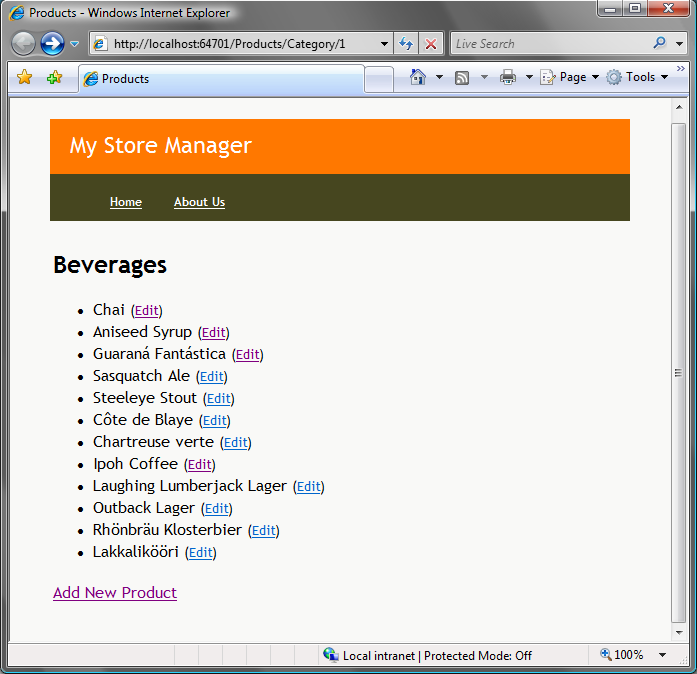 Products - Windows Internet Explorer
http://localhost:64701/Products/Category/1 Live Search
Products Page Tools
My Store Manager
Home About Us
Beverages
Chai (Edit)
Aniseed Syrup (Edit)
Guaraná Fantástica (Edit)
Sasquatch Ale (Edit)
Steeleye Stout (Edit)
Côte de Blaye (Edit)
Chartreuse verte (Edit)
Ipoh Coffee (Edit)
Laughing Lumberjack Lager (Edit)
Outback Lager (Edit)
Rhönbräu Klosterbier (Edit)
Lakkalikööri (Edit)
Add New Product
Local intranet | Protected Mode: Off 100%